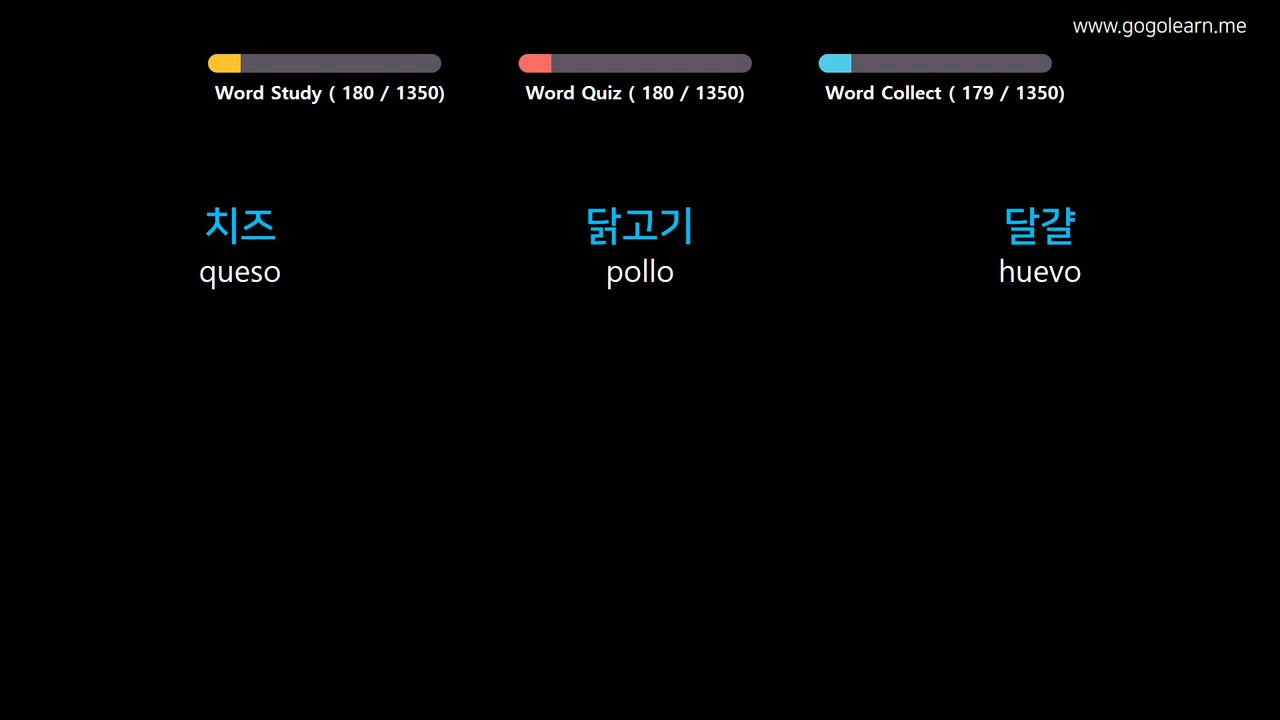 www.gogolearn.me
Word Study ( 180 / 1350)
Word Quiz ( 180 / 1350)
Word Collect ( 179 / 1350)
치즈
queso
닭고기
pollo
달걀
huevo